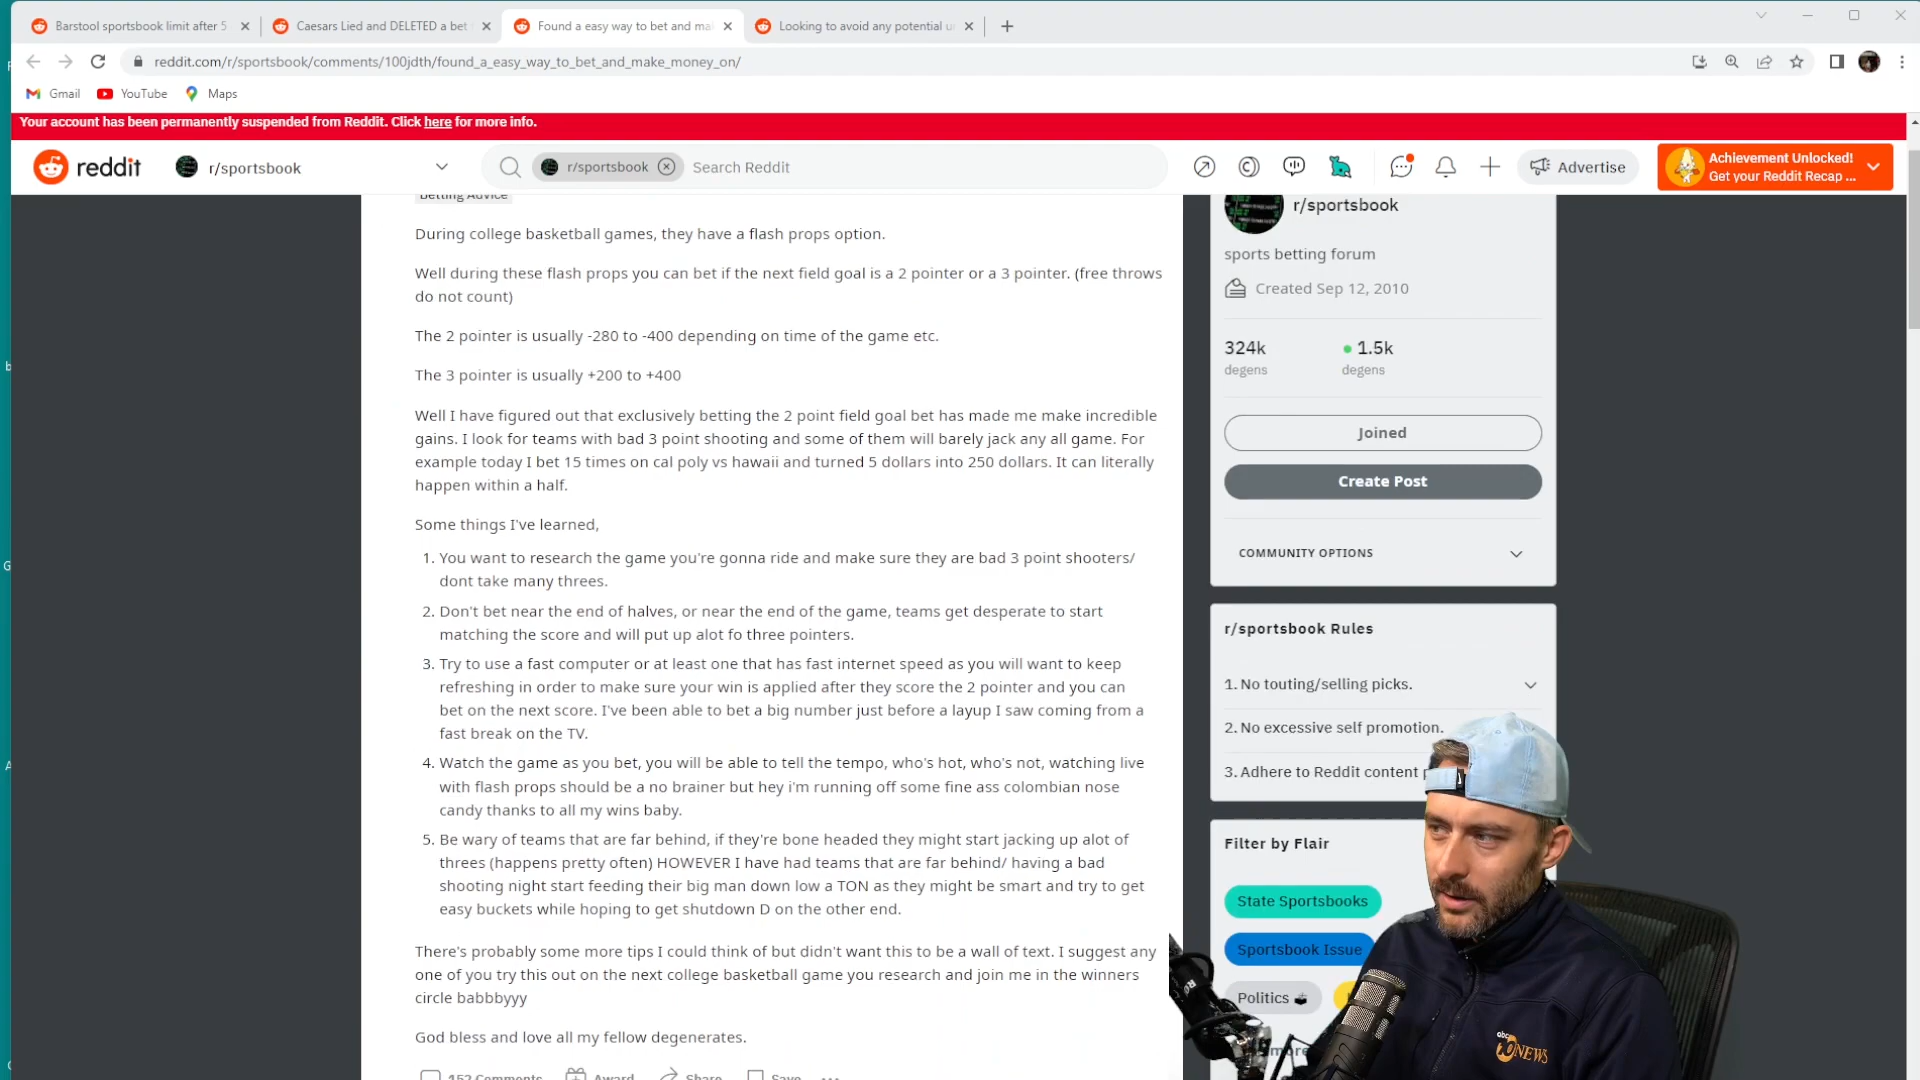 Barstool sportsbook limit after 5
Caesars Lied and DELETED a bet
Found a easy way to bet and mal
Looking to avoid any potential u
reddit.com/r/sportsbook/comments/100jdth/found_a_easy_way_to_bet_and_make_money_on/
Gmail
YouTube
Maps
Your account has been permanently suspended from Reddit. Click here for more info.
reddit
r/sportsbook
r/sportsbook
Search Reddit
Advertise
Achievement Unlocked!
Get your Reddit Recap ...
Betting Advice
During college basketball games, they have a flash props option.
Well during these flash props you can bet if the next field goal is a 2 pointer or a 3 pointer. (free throws
do not count)
The 2 pointer is usually -280 to -400 depending on time of the game etc.
The 3 pointer is usually +200 to +400
Well I have figured out that exclusively betting the 2 point field goal bet has made me make incredible
gains. I look for teams with bad 3 point shooting and some of them will barely jack any all game. For
example today I bet 15 times on cal poly vs hawaii and turned 5 dollars into 250 dollars. It can literally
happen within a half.
Some things I've learned,
1. You want to research the game you're gonna ride and make sure they are bad 3 point shooters/
dont take many threes.
2. Don't bet near the end of halves, or near the end of the game, teams get desperate to start
matching the score and will put up alot fo three pointers.
3. Try to use a fast computer or at least one that has fast internet speed as you will want to keep
refreshing in order to make sure your win is applied after they score the 2 pointer and you can
bet on the next score. I've been able to bet a big number just before a layup I saw coming from a
fast break on the TV.
4. Watch the game as you bet, you will be able to tell the tempo, who's hot, who's not, watching live
with flash props should be a no brainer but hey i'm running off some fine ass colombian nose
candy thanks to all my wins baby.
5. Be wary of teams that are far behind, if they're bone headed they might start jacking up alot of
threes (happens pretty often) HOWEVER I have had teams that are far behind/ having a bad
shooting night start feeding their big man down low a TON as they might be smart and try to get
easy buckets while hoping to get shutdown D on the other end.
There's probably some more tips I could think of but didn't want this to be a wall of text. I suggest any
one of you try this out on the next college basketball game you research and join me in the winners
circle babbbyyy
God bless and love all my fellow degenerates.
152 Comments
Award
Share
Save
r/sportsbook
sports betting forum
Created Sep 12, 2010
324k
degens
1.5k
degens
Joined
Create Post
COMMUNITY OPTIONS
r/sportsbook Rules
1. No touting/selling picks.
2. No excessive self promotion.
3. Adhere to Reddit content
Filter by Flair
State Sportsbooks
Sportsbook Issue
Politics
more
abc
NEWS